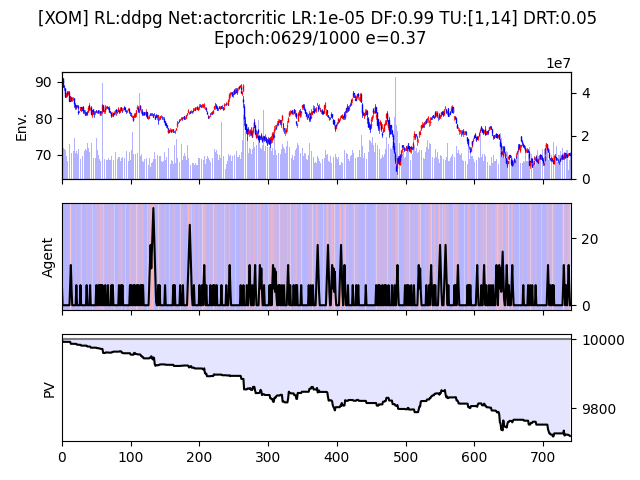 [XOM] RL:ddpg Net:actorcritic LR:1e-05 DF:0.99 TU:[1,14] DRT:0.05
Epoch:0629/1000 e=0.37
1e7
90
80
70
Env.
4
2
0
Agent
20
0
PV
10000
9800
0 100 200 300 400 500 600 700